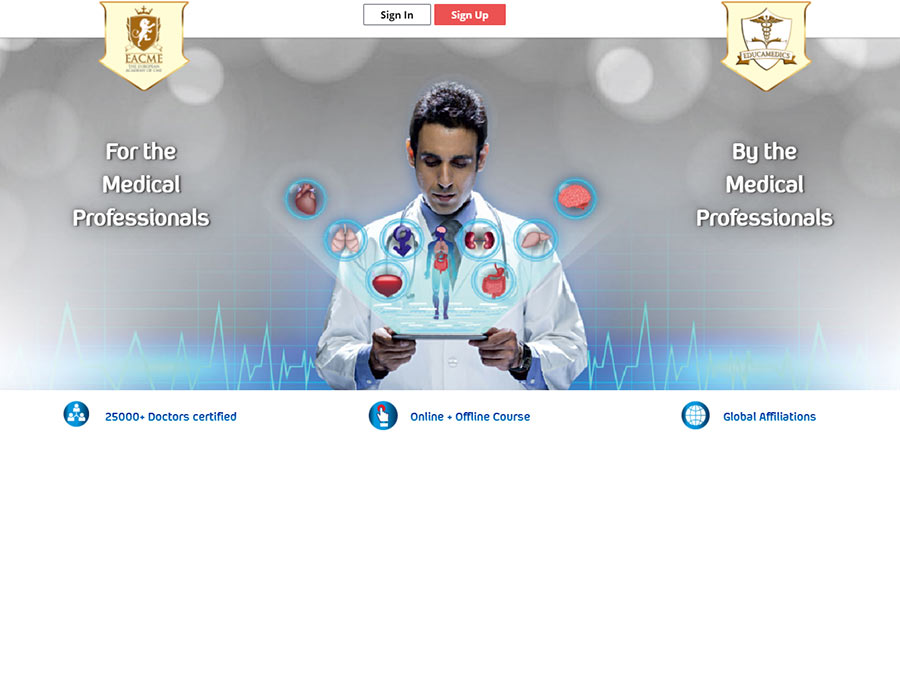 Sign In
Sign Up
EACME
THE EUROPEAN
ACADEMY OF CME
EDUCAMEDICS
For the
Medical
Professionals
By the
Medical
Professionals
25000+ Doctors certified
Online + Offline Course
Global Affiliations